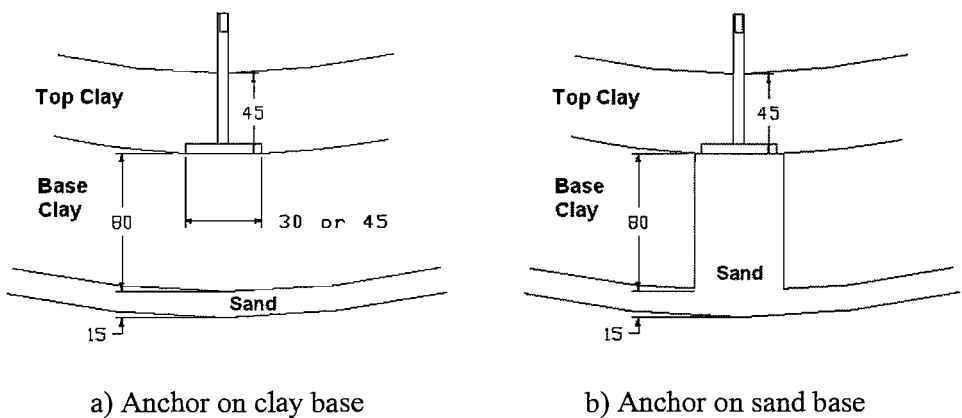 Top Clay
45
Base
Clay
80
30 or 45
Sand
15
a) Anchor on clay base
Top Clay
45
Base
Clay
80
Sand
15
b) Anchor on sand base